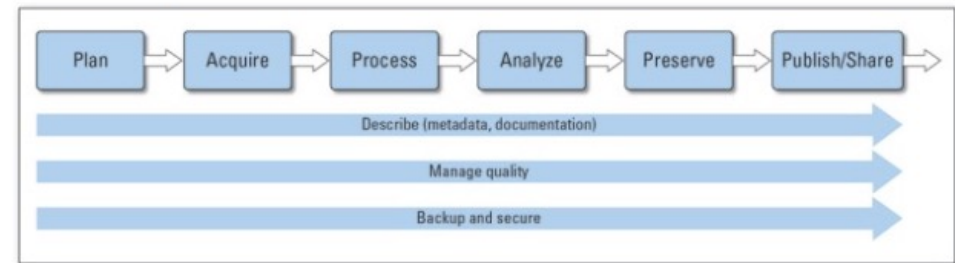 Plan Acquire Process Analyze Preserve Publish/Share
Describe (metadata, documentation)
Manage quality
Backup and secure